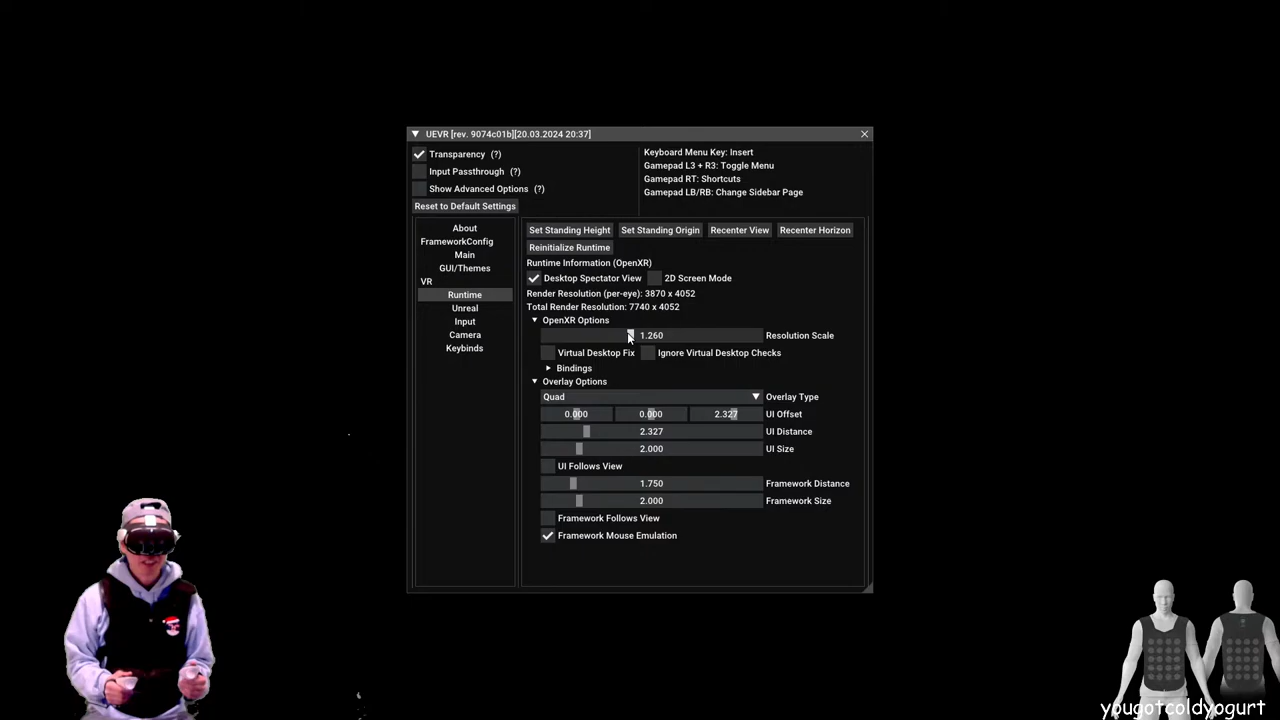 UEVR [rev. 9074c01b][20.03.2024 20:37]
Transparency (?)
Input Passthrough (?)
Show Advanced Options (?)
Reset to Default Settings
Keyboard Menu Key: Insert
Gamepad L3 + R3: Toggle Menu
Gamepad RT: Shortcuts
Gamepad LB/RB: Change Sidebar Page
About
FrameworkConfig
Main
GUI/Themes
VR
Runtime
Unreal
Input
Camera
Keybinds
Set Standing Height Set Standing Origin Recenter View Recenter Horizon
Reinitialize Runtime
Runtime Information (OpenXR)
Desktop Spectator View 2D Screen Mode
Render Resolution (per-eye): 3870 x 4052
Total Render Resolution: 7740 x 4052
OpenXR Options
1.260 Resolution Scale
Virtual Desktop Fix Ignore Virtual Desktop Checks
Bindings
Overlay Options
Quad Overlay Type
0.000 0.000 2.327 UI Offset
2.327 UI Distance
2.000 UI Size
UI Follows View
1.750 Framework Distance
2.000 Framework Size
Framework Follows View
Framework Mouse Emulation
yougotcoldyogurt